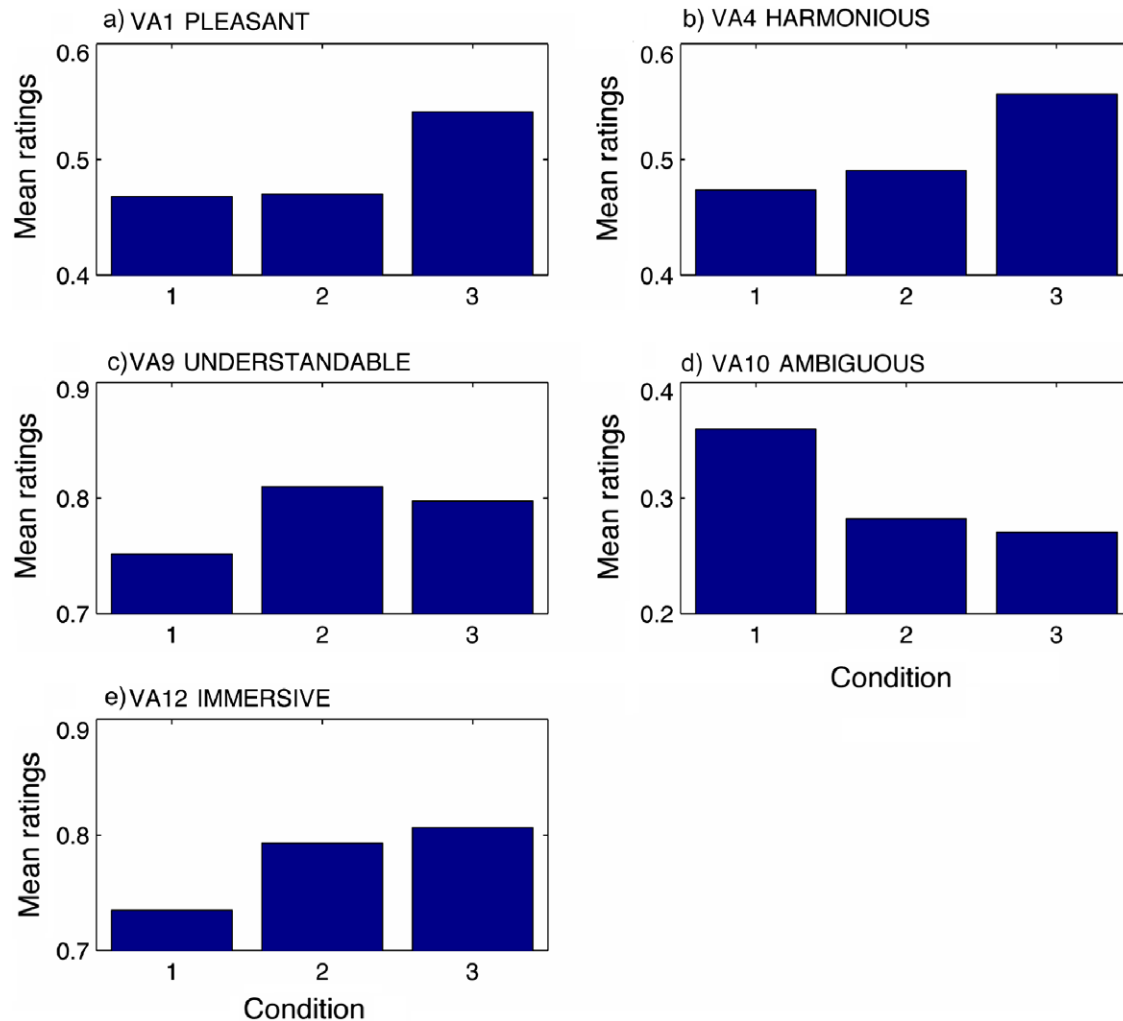 a) VA1 PLEASANT
Mean ratings
0.6
0.5
0.4
1 2 3
b) VA4 HARMONIOUS
Mean ratings
0.6
0.5
0.4
1 2 3
c) VA9 UNDERSTANDABLE
Mean ratings
0.9
0.8
0.7
1 2 3
d) VA10 AMBIGUOUS
Mean ratings
0.4
0.3
0.2
1 2 3
Condition
e) VA12 IMMERSIVE
Mean ratings
0.9
0.8
0.7
1 2 3
Condition